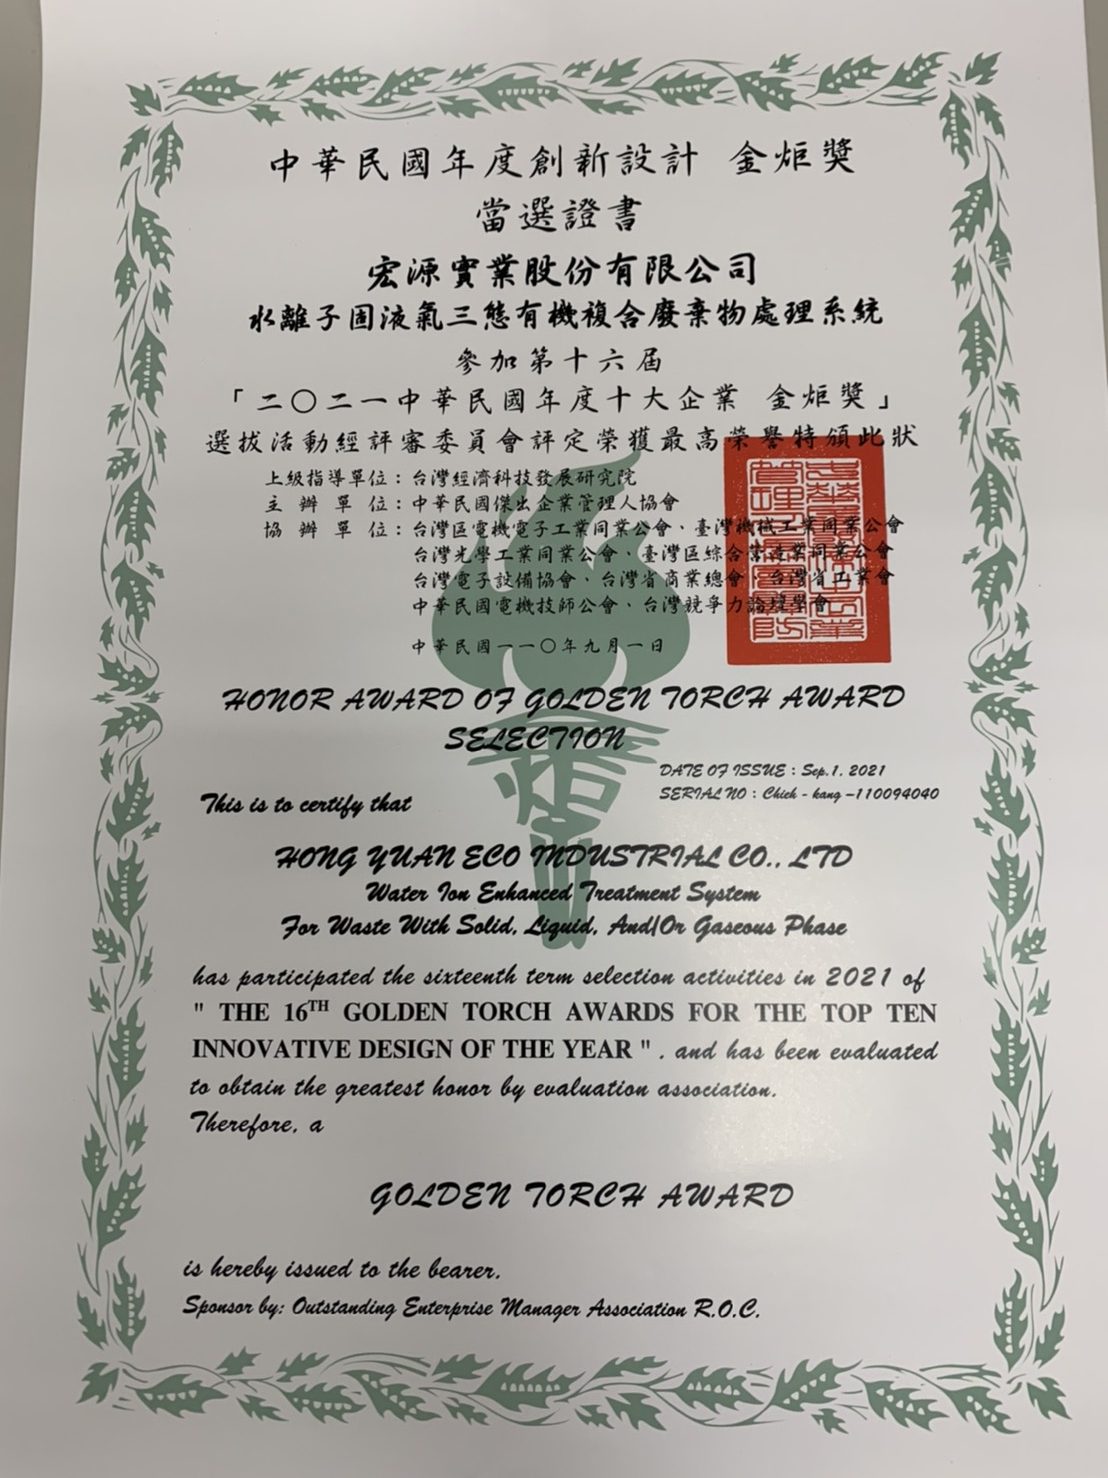 中華民國年度創新設計 金炬獎
當選證書
宏源實業股份有限公司
水離子固液氣三態有機複合廢棄物處理系統
參加第十六屆
「二〇二一中華民國年度十大企業 金炬獎」
選拔活動經評審委員會評定榮獲最高榮譽特頒此狀
上級指導單位：台灣經濟科技發展研究院
主辦單位：中華民國傑出企業管理人協會
協辦單位：台灣區電機電子工業同業公會、臺灣機械工業同業公會
台灣光學工業同業公會、臺灣區綜合營造業同業公會
台灣電子設備協會、台灣省商業總會、台灣省工業會
中華民國電機技師公會、台灣競爭力論壇學會
中華民國一一〇年九月一日
HONOR AWARD OF GOLDEN TORCH AWARD
SELECTION
DATE OF ISSUE : Sep.1, 2021
SERIAL NO : Chieh - kang -110094040
This is to certify that
HONG YUAN ECO INDUSTRIAL CO., LTD
Water Ion Enhanced Treatment System
For Waste With Solid, Liquid, And/Or Gaseous Phase
has participated the sixteenth term selection activities in 2021 of
" THE 16TH GOLDEN TORCH AWARDS FOR THE TOP TEN
INNOVATIVE DESIGN OF THE YEAR " , and has been evaluated
to obtain the greatest honor by evaluation association.
Therefore, a
GOLDEN TORCH AWARD
is hereby issued to the bearer.
Sponsor by: Outstanding Enterprise Manager Association R.O.C.